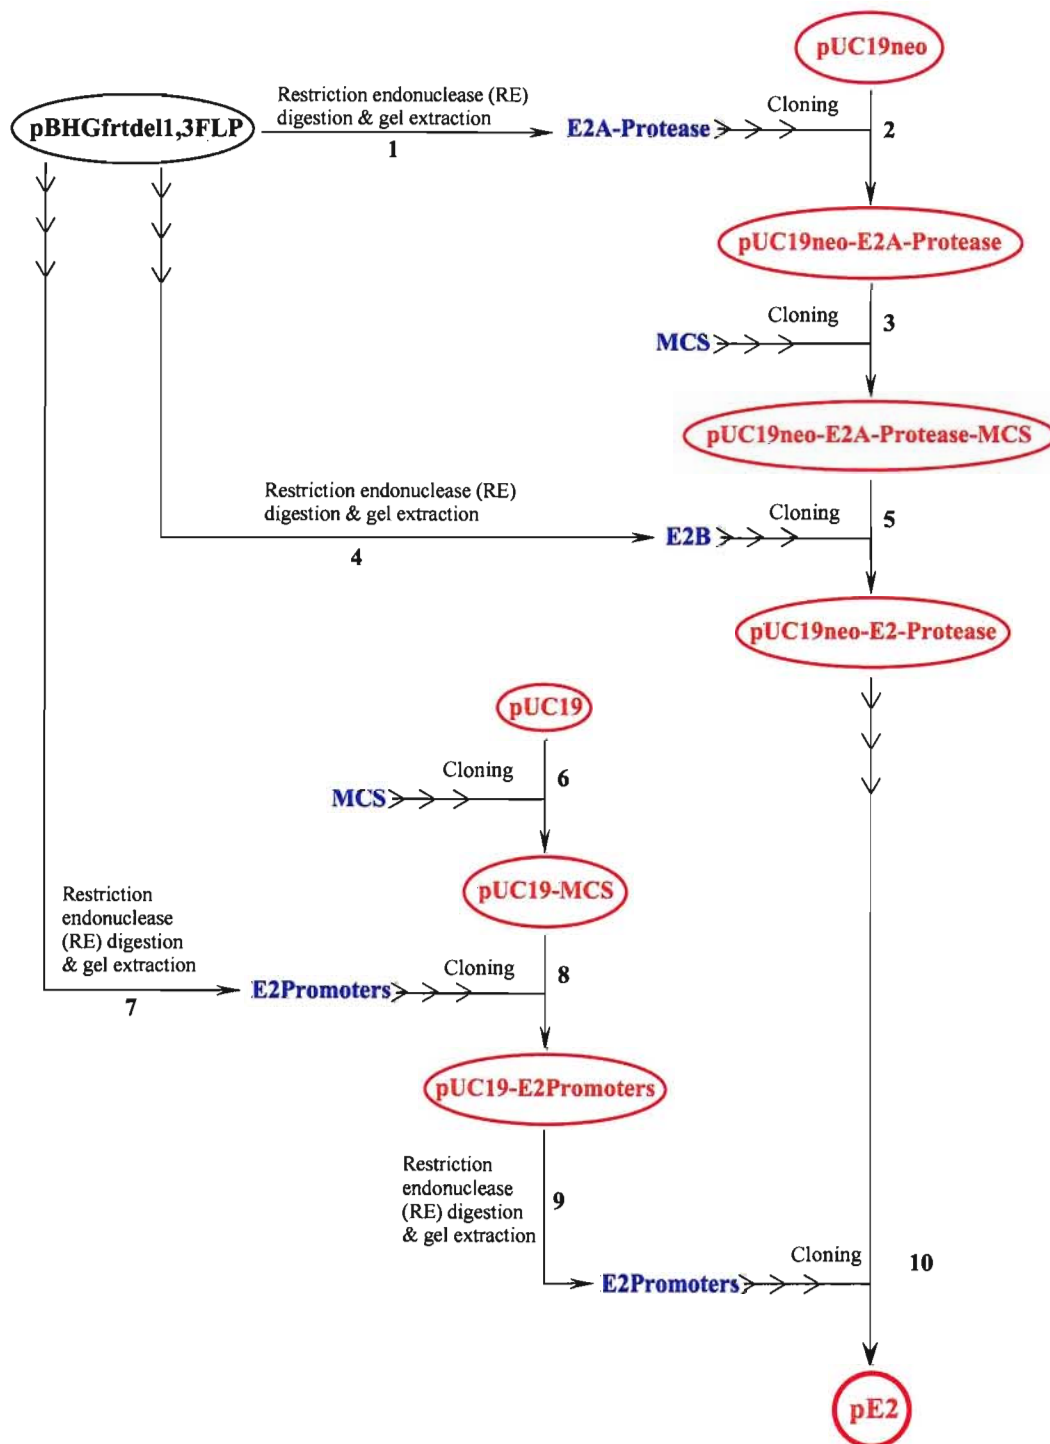 pUC19neo
Restriction endonuclease (RE)
digestion & gel extraction
Cloning
pBHGfrtdel1,3FLP
E2A-Protease
1
2
pUC19neo-E2A-Protease
Cloning
3
MCS
pUC19neo-E2A-Protease-MCS
Restriction endonuclease (RE)
digestion & gel extraction
Cloning
5
E2B
4
pUC19neo-E2-Protease
pUC19
Cloning
6
MCS
pUC19-MCS
Restriction
endonuclease
(RE) digestion
& gel extraction
Cloning
8
E2Promoters
7
pUC19-E2Promoters
Restriction
endonuclease
(RE) digestion
& gel extraction
9
Cloning
10
E2Promoters
pE2